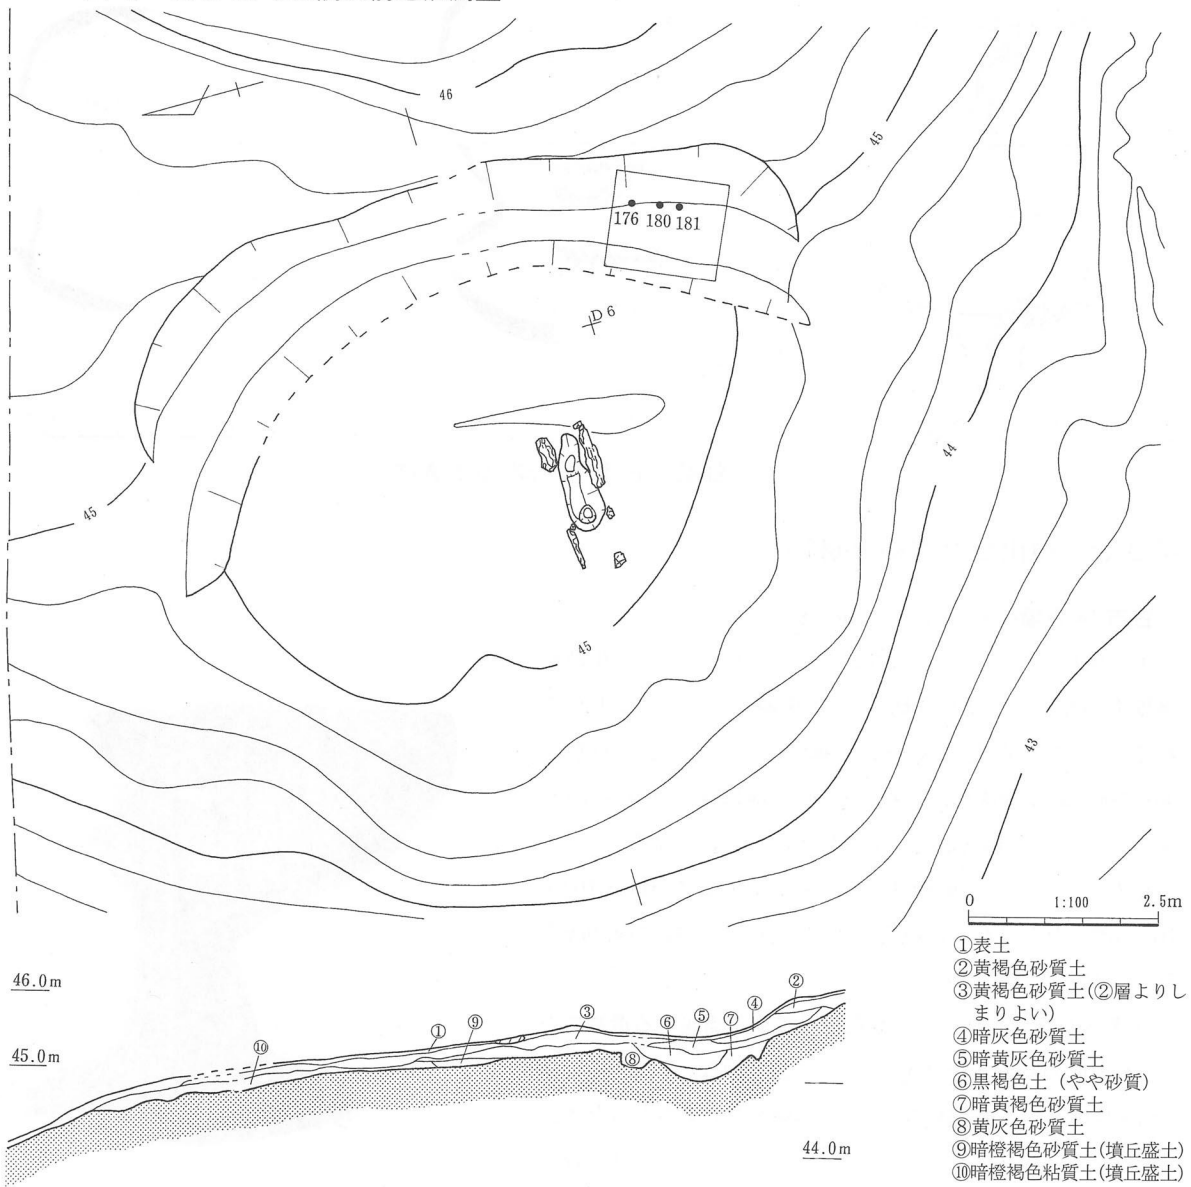 46
45
176 180 181
D 6
44
45
45
43
0 1:100 2.5m
①表土
②黄褐色砂質土
③黄褐色砂質土(②層よりし
まりよい)
④暗灰色砂質土
⑤暗黄灰色砂質土
⑥黒褐色土（やや砂質）
⑦暗黄褐色砂質土
⑧黄灰色砂質土
⑨暗橙褐色砂質土(墳丘盛土)
⑩暗橙褐色粘質土(墳丘盛土)
46.0m
45.0m
44.0m
① ② ③ ④ ⑤ ⑥ ⑦ ⑧ ⑨ ⑩